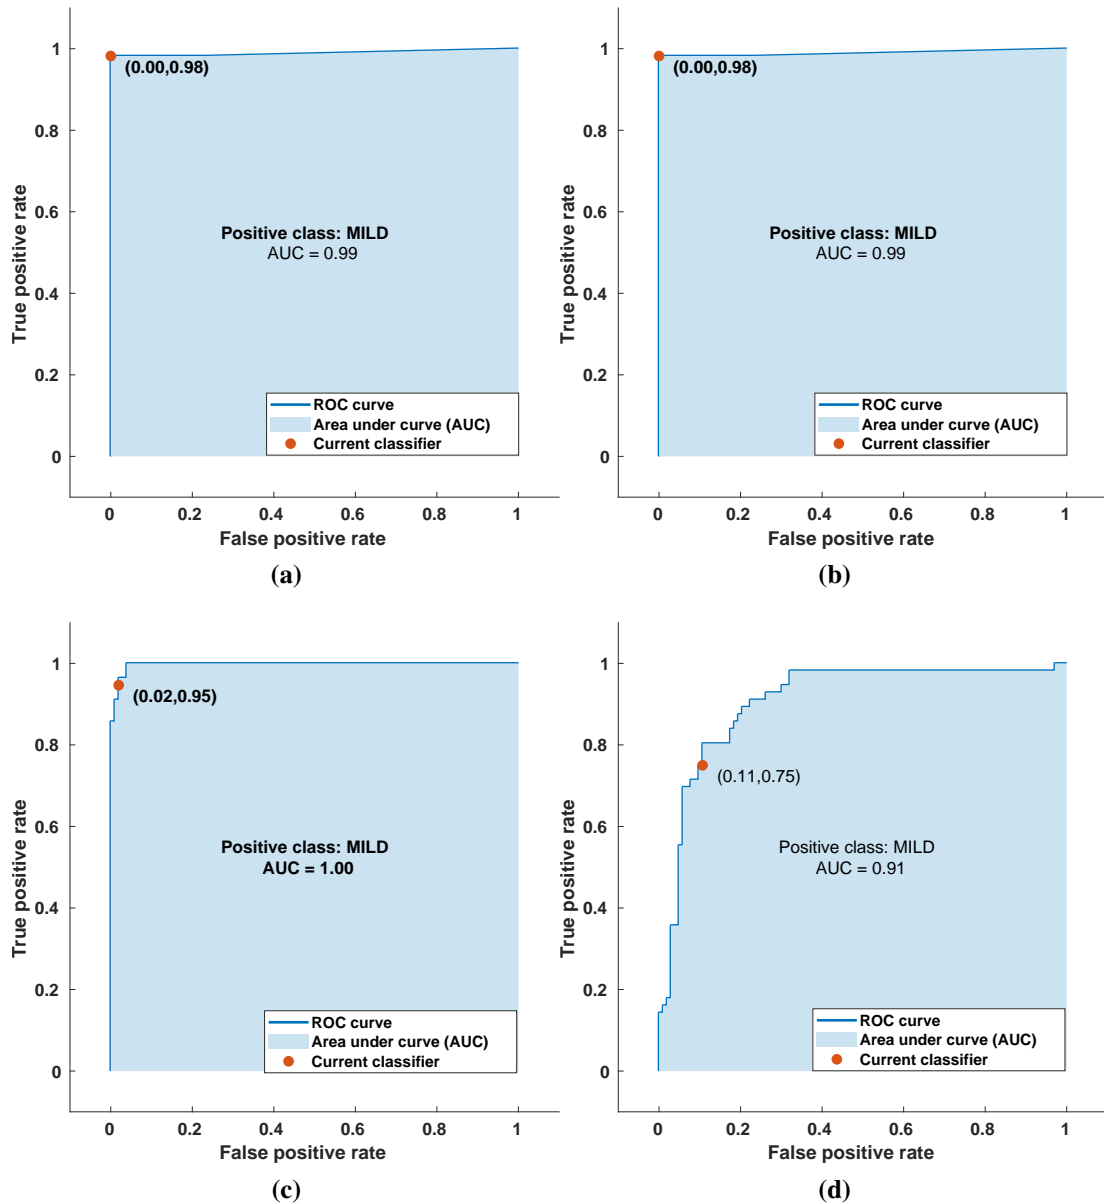 1
0.8
0.6
0.4
0.2
0
True positive rate
(0.00,0.98)
Positive class: MILD
AUC = 0.99
ROC curve
Area under curve (AUC)
Current classifier
0 0.2 0.4 0.6 0.8 1
False positive rate
(a)
1
0.8
0.6
0.4
0.2
0
True positive rate
(0.00,0.98)
Positive class: MILD
AUC = 0.99
ROC curve
Area under curve (AUC)
Current classifier
0 0.2 0.4 0.6 0.8 1
False positive rate
(b)
1
0.8
0.6
0.4
0.2
0
True positive rate
(0.02,0.95)
Positive class: MILD
AUC = 1.00
ROC curve
Area under curve (AUC)
Current classifier
0 0.2 0.4 0.6 0.8 1
False positive rate
(c)
1
0.8
0.6
0.4
0.2
0
True positive rate
(0.11,0.75)
Positive class: MILD
AUC = 0.91
ROC curve
Area under curve (AUC)
Current classifier
0 0.2 0.4 0.6 0.8 1
False positive rate
(d)